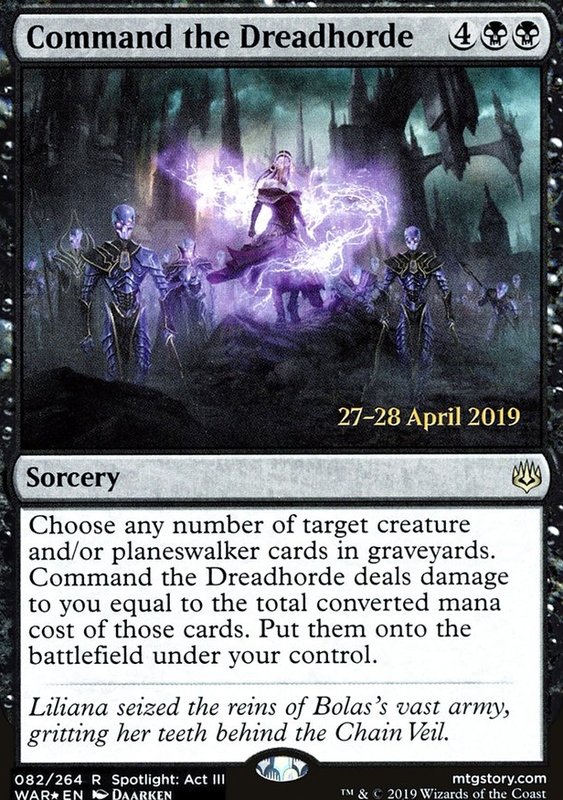 Command the Dreadhorde 4
27–28 April 2019
Sorcery
Choose any number of target creature
and/or planeswalker cards in graveyards.
Command the Dreadhorde deals damage
to you equal to the total converted mana
cost of those cards. Put them onto the
battlefield under your control.
Liliana seized the reins of Bolas's vast army,
gritting her teeth behind the Chain Veil.
082/264 R Spotlight: Act III
mtgstory.com
WAR★EN DAARKEN
™ & © 2019 Wizards of the Coast